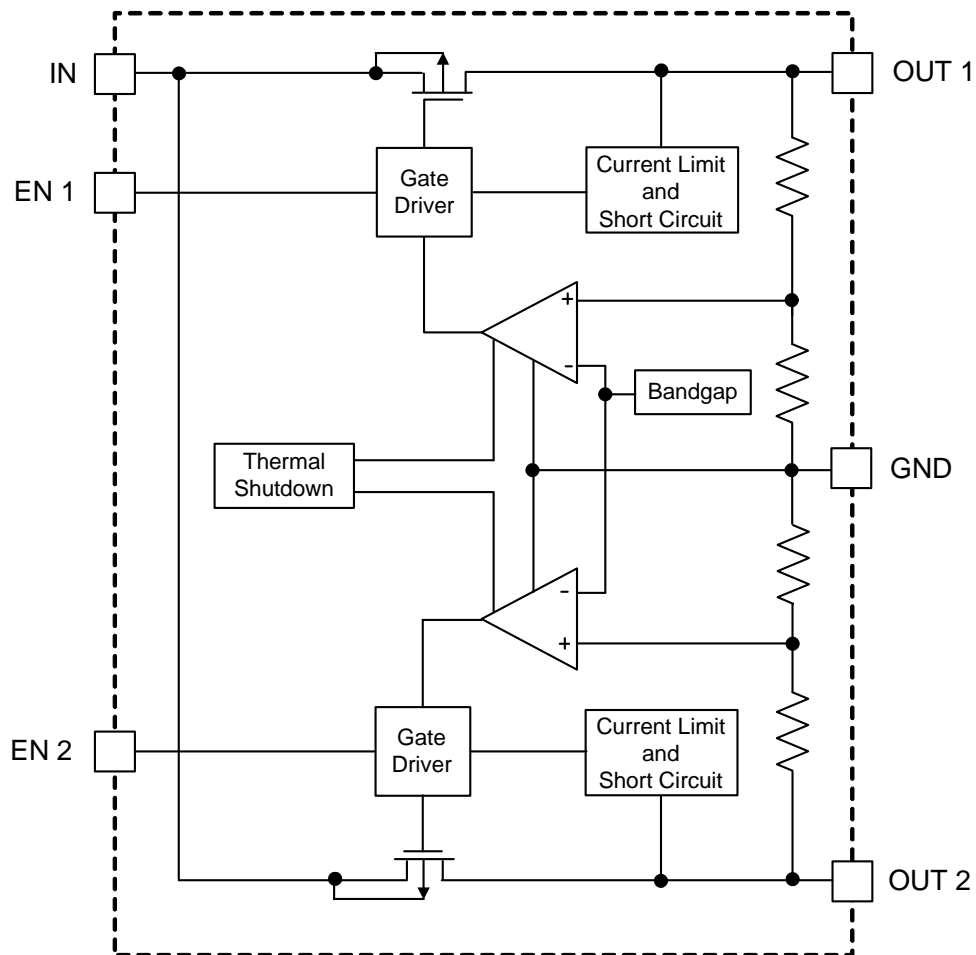 IN
OUT 1
EN 1
Gate
Driver
Current Limit
and
Short Circuit
+
-
Bandgap
Thermal
Shutdown
GND
-
+
EN 2
Gate
Driver
Current Limit
and
Short Circuit
OUT 2